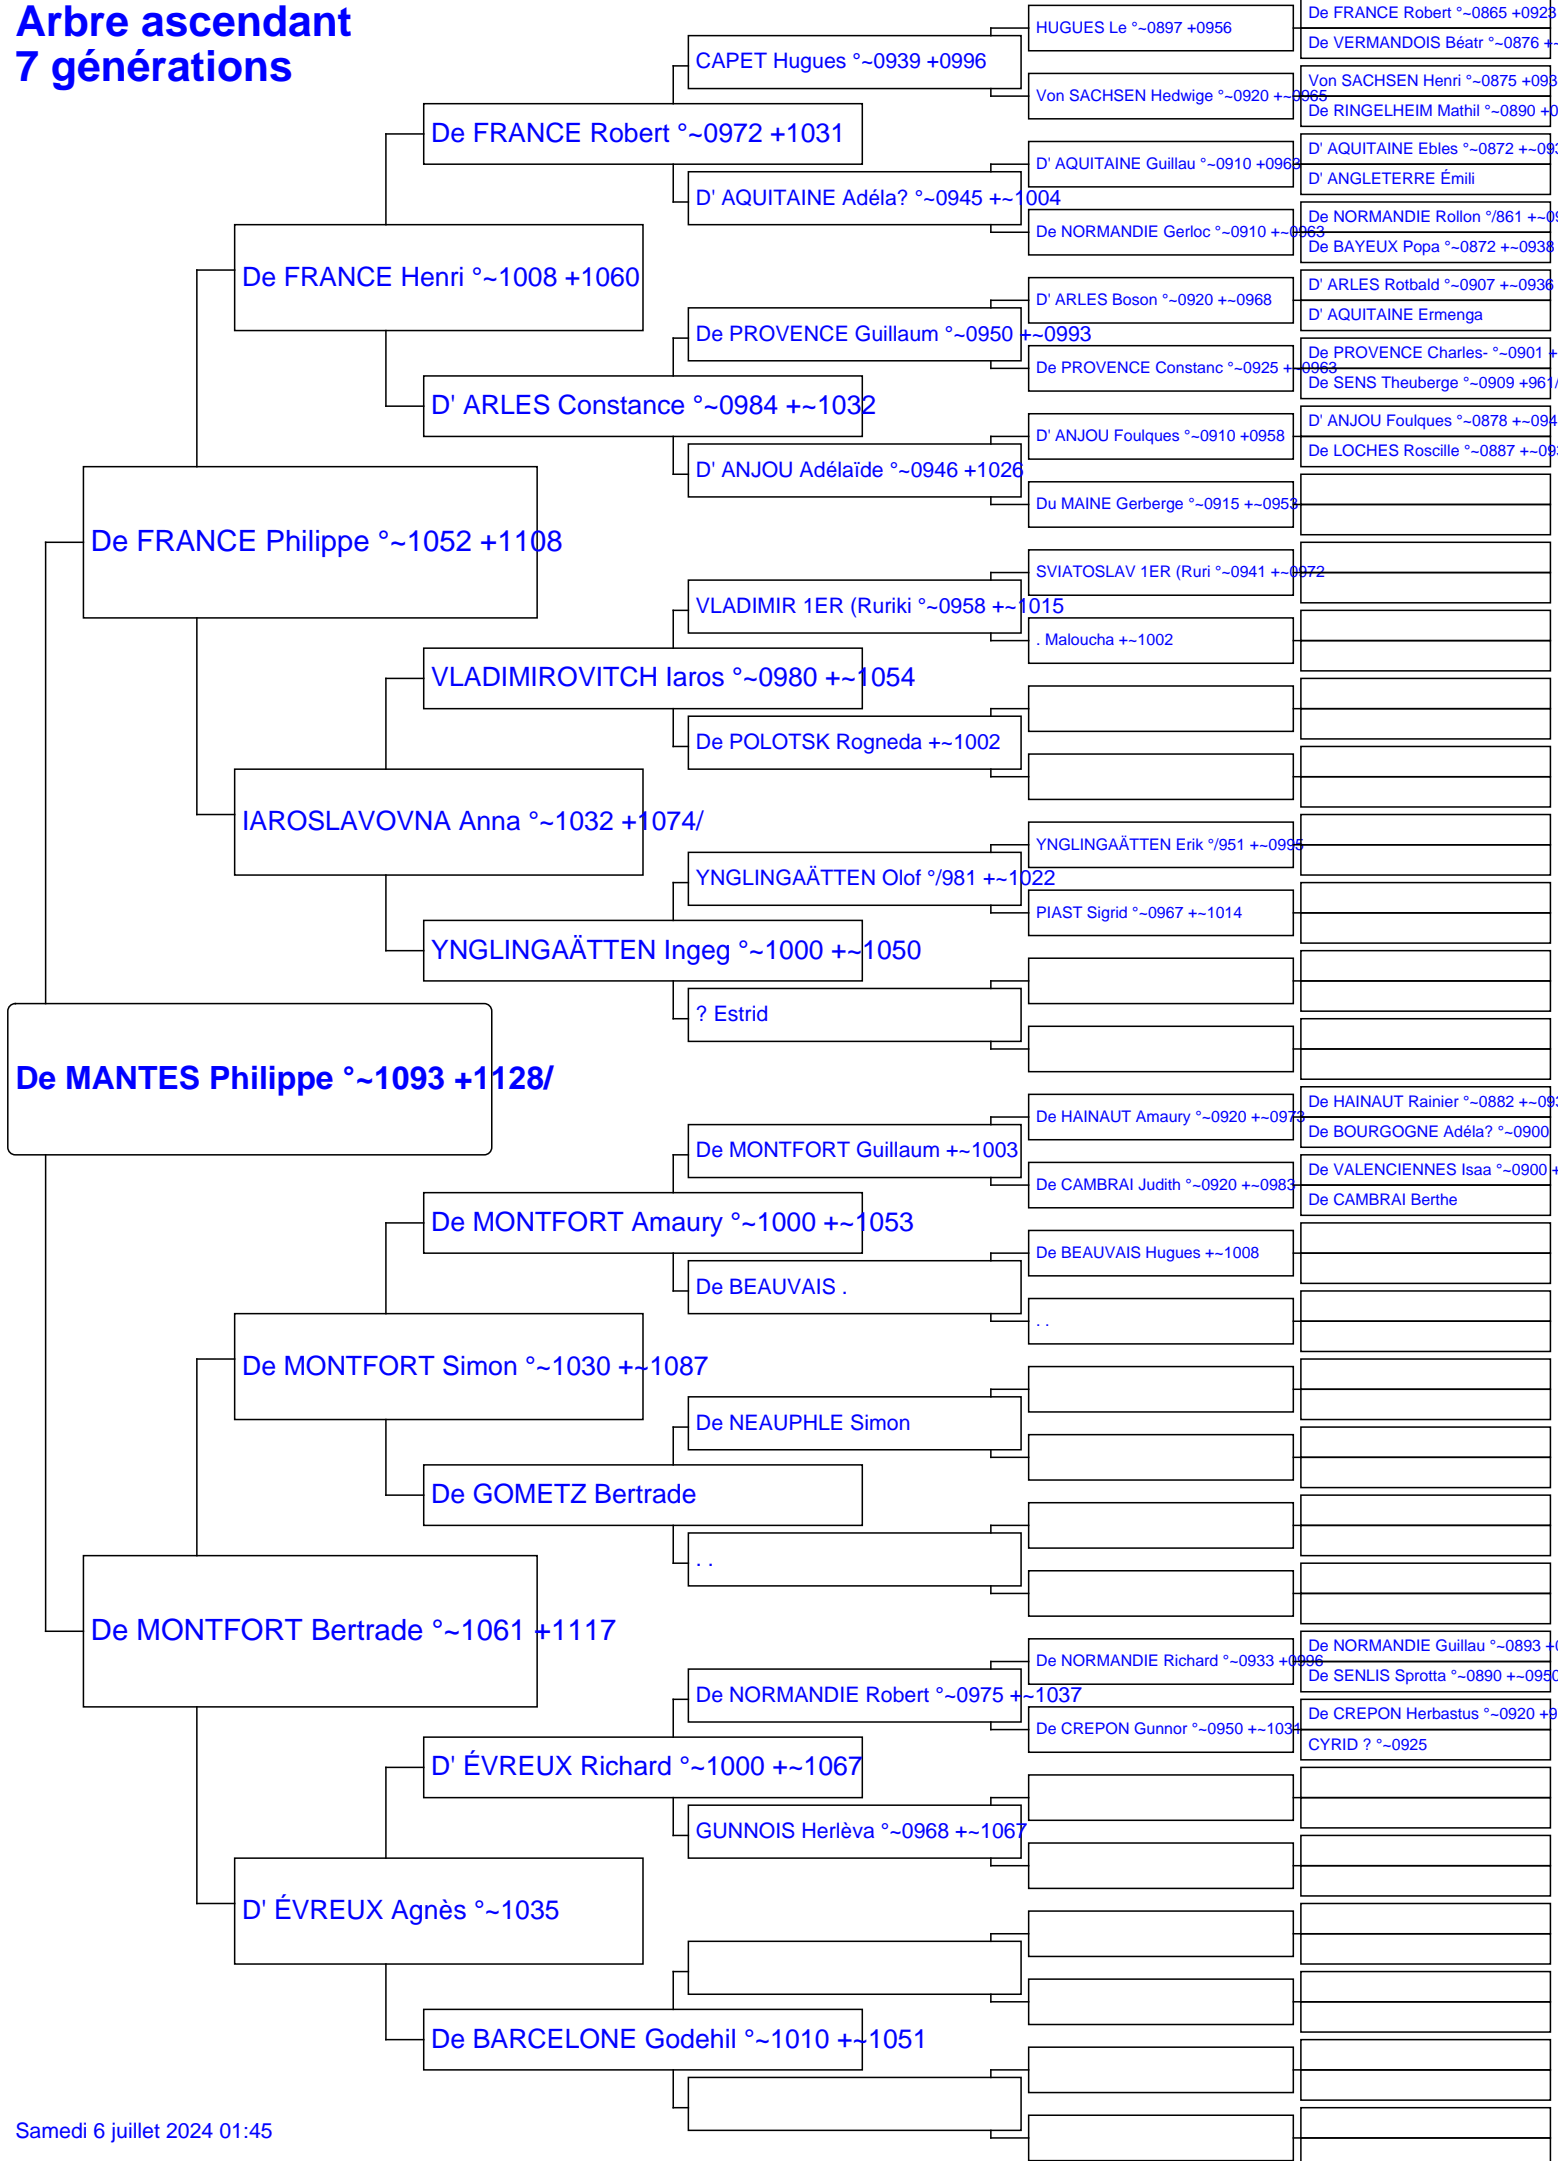 Arbre ascendant
7 générations
De MANTES Philippe °~1093 +1128/
De FRANCE Philippe °~1052 +1108
De MONTFORT Bertrade °~1061 +1117
De FRANCE Henri °~1008 +1060
IAROSLAVOVNA Anna °~1032 +1074/
De MONTFORT Simon °~1030 +~1087
D' ÉVREUX Agnès °~1035
De FRANCE Robert °~0972 +1031
D' ARLES Constance °~0984 +~1032
VLADIMIROVITCH Iaros °~0980 +~1054
YNGLINGAÄTTEN Ingeg °~1000 +~1050
De MONTFORT Amaury °~1000 +~1053
De GOMETZ Bertrade
D' ÉVREUX Richard °~1000 +~1067
De BARCELONE Godehil °~1010 +~1051
CAPET Hugues °~0939 +0996
D' AQUITAINE Adéla? °~0945 +~1004
De PROVENCE Guillaum °~0950 +~0993
D' ANJOU Adélaïde °~0946 +1026
VLADIMIR 1ER (Ruriki °~0958 +~1015
De POLOTSK Rogneda +~1002
YNGLINGAÄTTEN Olof °/981 +~1022
? Estrid
De MONTFORT Guillaum +~1003
De BEAUVAIS .
De NEAUPHLE Simon
. .
De NORMANDIE Robert °~0975 +~1037
GUNNOIS Herlèva °~0968 +~1067
HUGUES Le °~0897 +0956
Von SACHSEN Hedwige °~0920 +~0965
D' AQUITAINE Guillau °~0910 +0963
De NORMANDIE Gerloc °~0910 +~0963
D' ARLES Boson °~0920 +~0968
De PROVENCE Constanc °~0925 +~0963
D' ANJOU Foulques °~0910 +0958
Du MAINE Gerberge °~0915 +~0953
SVIATOSLAV 1ER (Ruri °~0941 +~0972
. Maloucha +~1002
YNGLINGAÄTTEN Erik °/951 +~0995
PIAST Sigrid °~0967 +~1014
De HAINAUT Amaury °~0920 +~0973
De CAMBRAI Judith °~0920 +~0983
De BEAUVAIS Hugues +~1008
. .
De NORMANDIE Richard °~0933 +0996
De CREPON Gunnor °~0950 +~1031
De FRANCE Robert °~0865 +0923
De VERMANDOIS Béatr °~0876 +~
Von SACHSEN Henri °~0875 +093
De RINGELHEIM Mathil °~0890 +0
D' AQUITAINE Ebles °~0872 +~093
D' ANGLETERRE Émili
De NORMANDIE Rollon °/861 +~09
De BAYEUX Popa °~0872 +~0938
D' ARLES Rotbald °~0907 +~0936
D' AQUITAINE Ermenga
De PROVENCE Charles- °~0901 +
De SENS Theuberge °~0909 +961/
D' ANJOU Foulques °~0878 +~094
De LOCHES Roscille °~0887 +~093
De HAINAUT Rainier °~0882 +~093
De BOURGOGNE Adéla? °~0900
De VALENCIENNES Isaa °~0900 +
De CAMBRAI Berthe
De NORMANDIE Guillau °~0893 +0
De SENLIS Sprotta °~0890 +~0950
De CREPON Herbastus °~0920 +9
CYRID ? °~0925
Samedi 6 juillet 2024 01:45